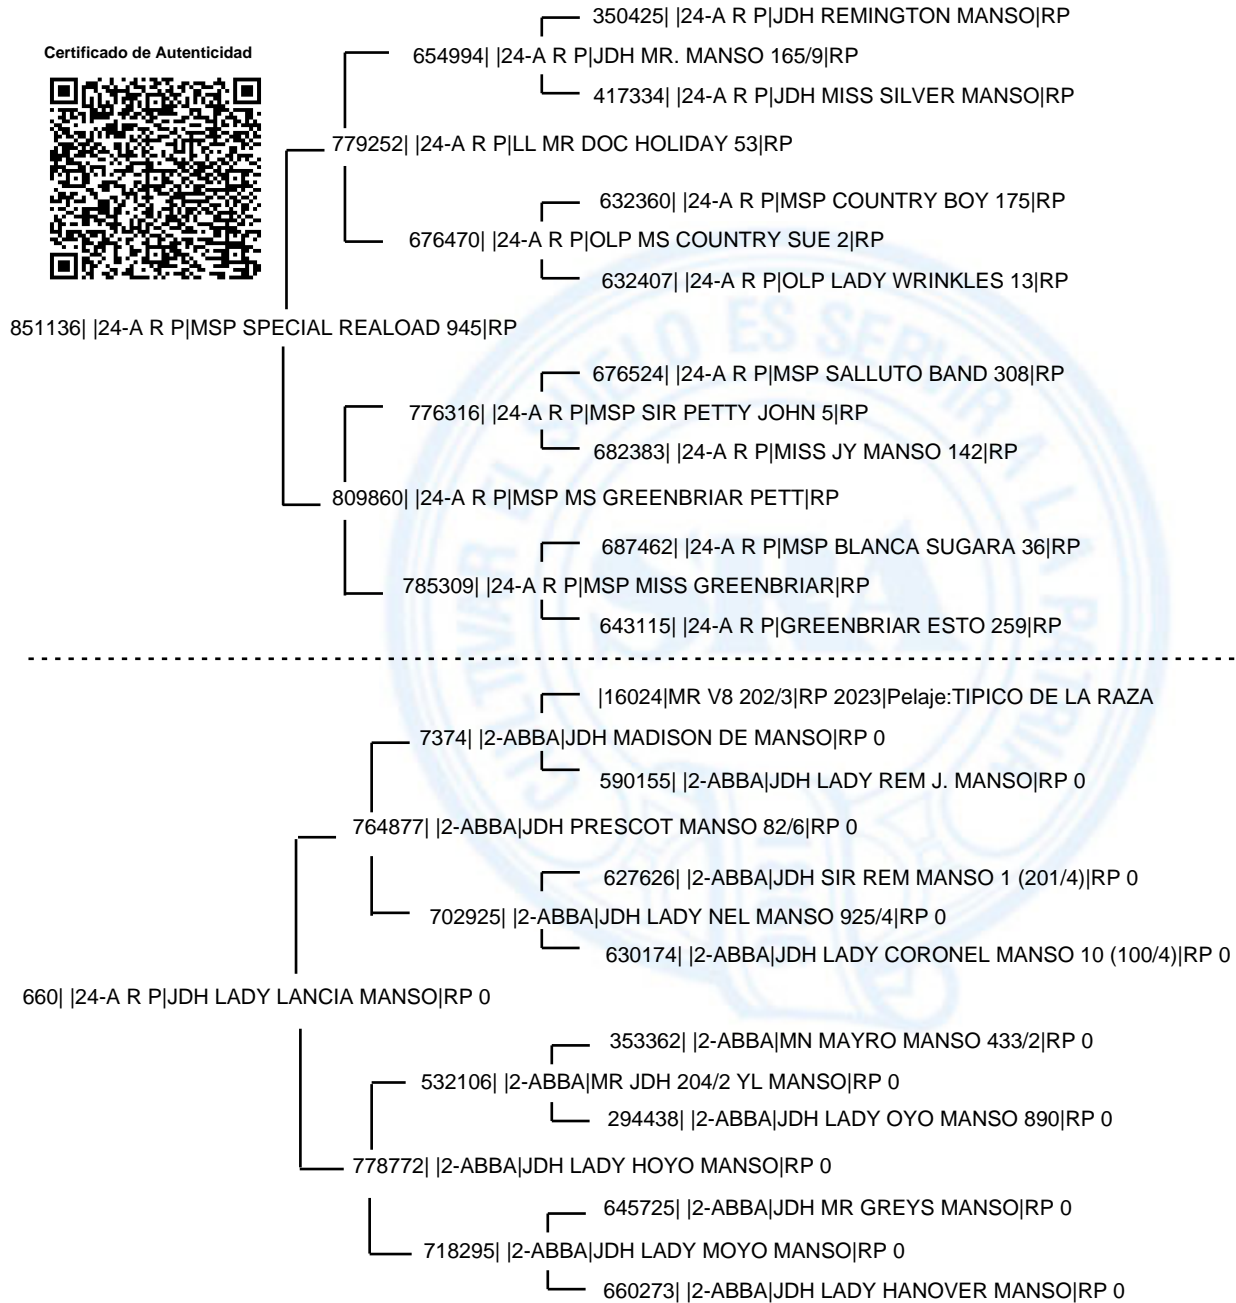 350425| |24-A R P|JDH REMINGTON MANSO|RP
Certificado de Autenticidad
654994| |24-A R P|JDH MR. MANSO 165/9|RP
417334| |24-A R P|JDH MISS SILVER MANSO|RP
779252| |24-A R P|LL MR DOC HOLIDAY 53|RP
632360| |24-A R P|MSP COUNTRY BOY 175|RP
676470| |24-A R P|OLP MS COUNTRY SUE 2|RP
632407| |24-A R P|OLP LADY WRINKLES 13|RP
851136| |24-A R P|MSP SPECIAL REALOAD 945|RP
676524| |24-A R P|MSP SALLUTO BAND 308|RP
776316| |24-A R P|MSP SIR PETTY JOHN 5|RP
682383| |24-A R P|MISS JY MANSO 142|RP
809860| |24-A R P|MSP MS GREENBRIAR PETT|RP
687462| |24-A R P|MSP BLANCA SUGARA 36|RP
785309| |24-A R P|MSP MISS GREENBRIAR|RP
643115| |24-A R P|GREENBRIAR ESTO 259|RP
|16024|MR V8 202/3|RP 2023|Pelaje:TIPICO DE LA RAZA
7374| |2-ABBA|JDH MADISON DE MANSO|RP 0
590155| |2-ABBA|JDH LADY REM J. MANSO|RP 0
764877| |2-ABBA|JDH PRESCOT MANSO 82/6|RP 0
627626| |2-ABBA|JDH SIR REM MANSO 1 (201/4)|RP 0
702925| |2-ABBA|JDH LADY NEL MANSO 925/4|RP 0
630174| |2-ABBA|JDH LADY CORONEL MANSO 10 (100/4)|RP 0
660| |24-A R P|JDH LADY LANCIA MANSO|RP 0
353362| |2-ABBA|MN MAYRO MANSO 433/2|RP 0
532106| |2-ABBA|MR JDH 204/2 YL MANSO|RP 0
294438| |2-ABBA|JDH LADY OYO MANSO 890|RP 0
778772| |2-ABBA|JDH LADY HOYO MANSO|RP 0
645725| |2-ABBA|JDH MR GREYS MANSO|RP 0
718295| |2-ABBA|JDH LADY MOYO MANSO|RP 0
660273| |2-ABBA|JDH LADY HANOVER MANSO|RP 0
CULTIVAR EL SUELO ES SERVIR A LA PATRIA
SRA
1866